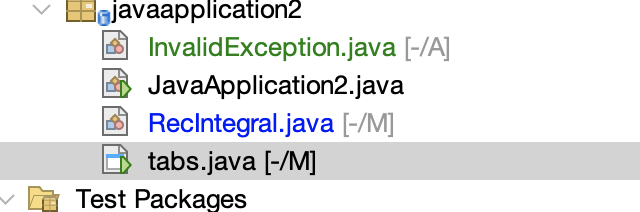 javaapplication2
InvalidException.java [-/A]
JavaApplication2.java
RecIntegral.java [-/M]
tabs.java [-/M]
Test Packages